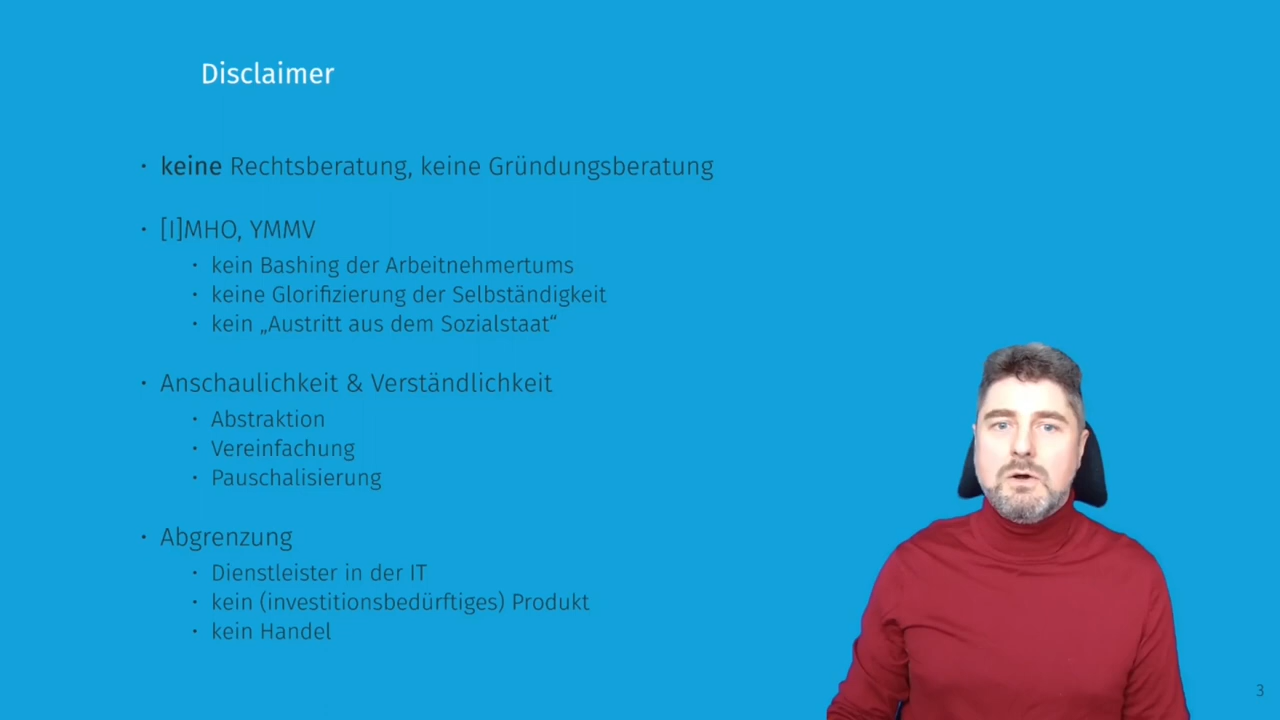 Disclaimer
• keine Rechtsberatung, keine Gründungsberatung
• [I]MHO, YMMV
• kein Bashing der Arbeitnehmertums
• keine Glorifizierung der Selbständigkeit
• kein „Austritt aus dem Sozialstaat“
• Anschaulichkeit & Verständlichkeit
• Abstraktion
• Vereinfachung
• Pauschalisierung
• Abgrenzung
• Dienstleister in der IT
• kein (investitionsbedürftiges) Produkt
• kein Handel
3